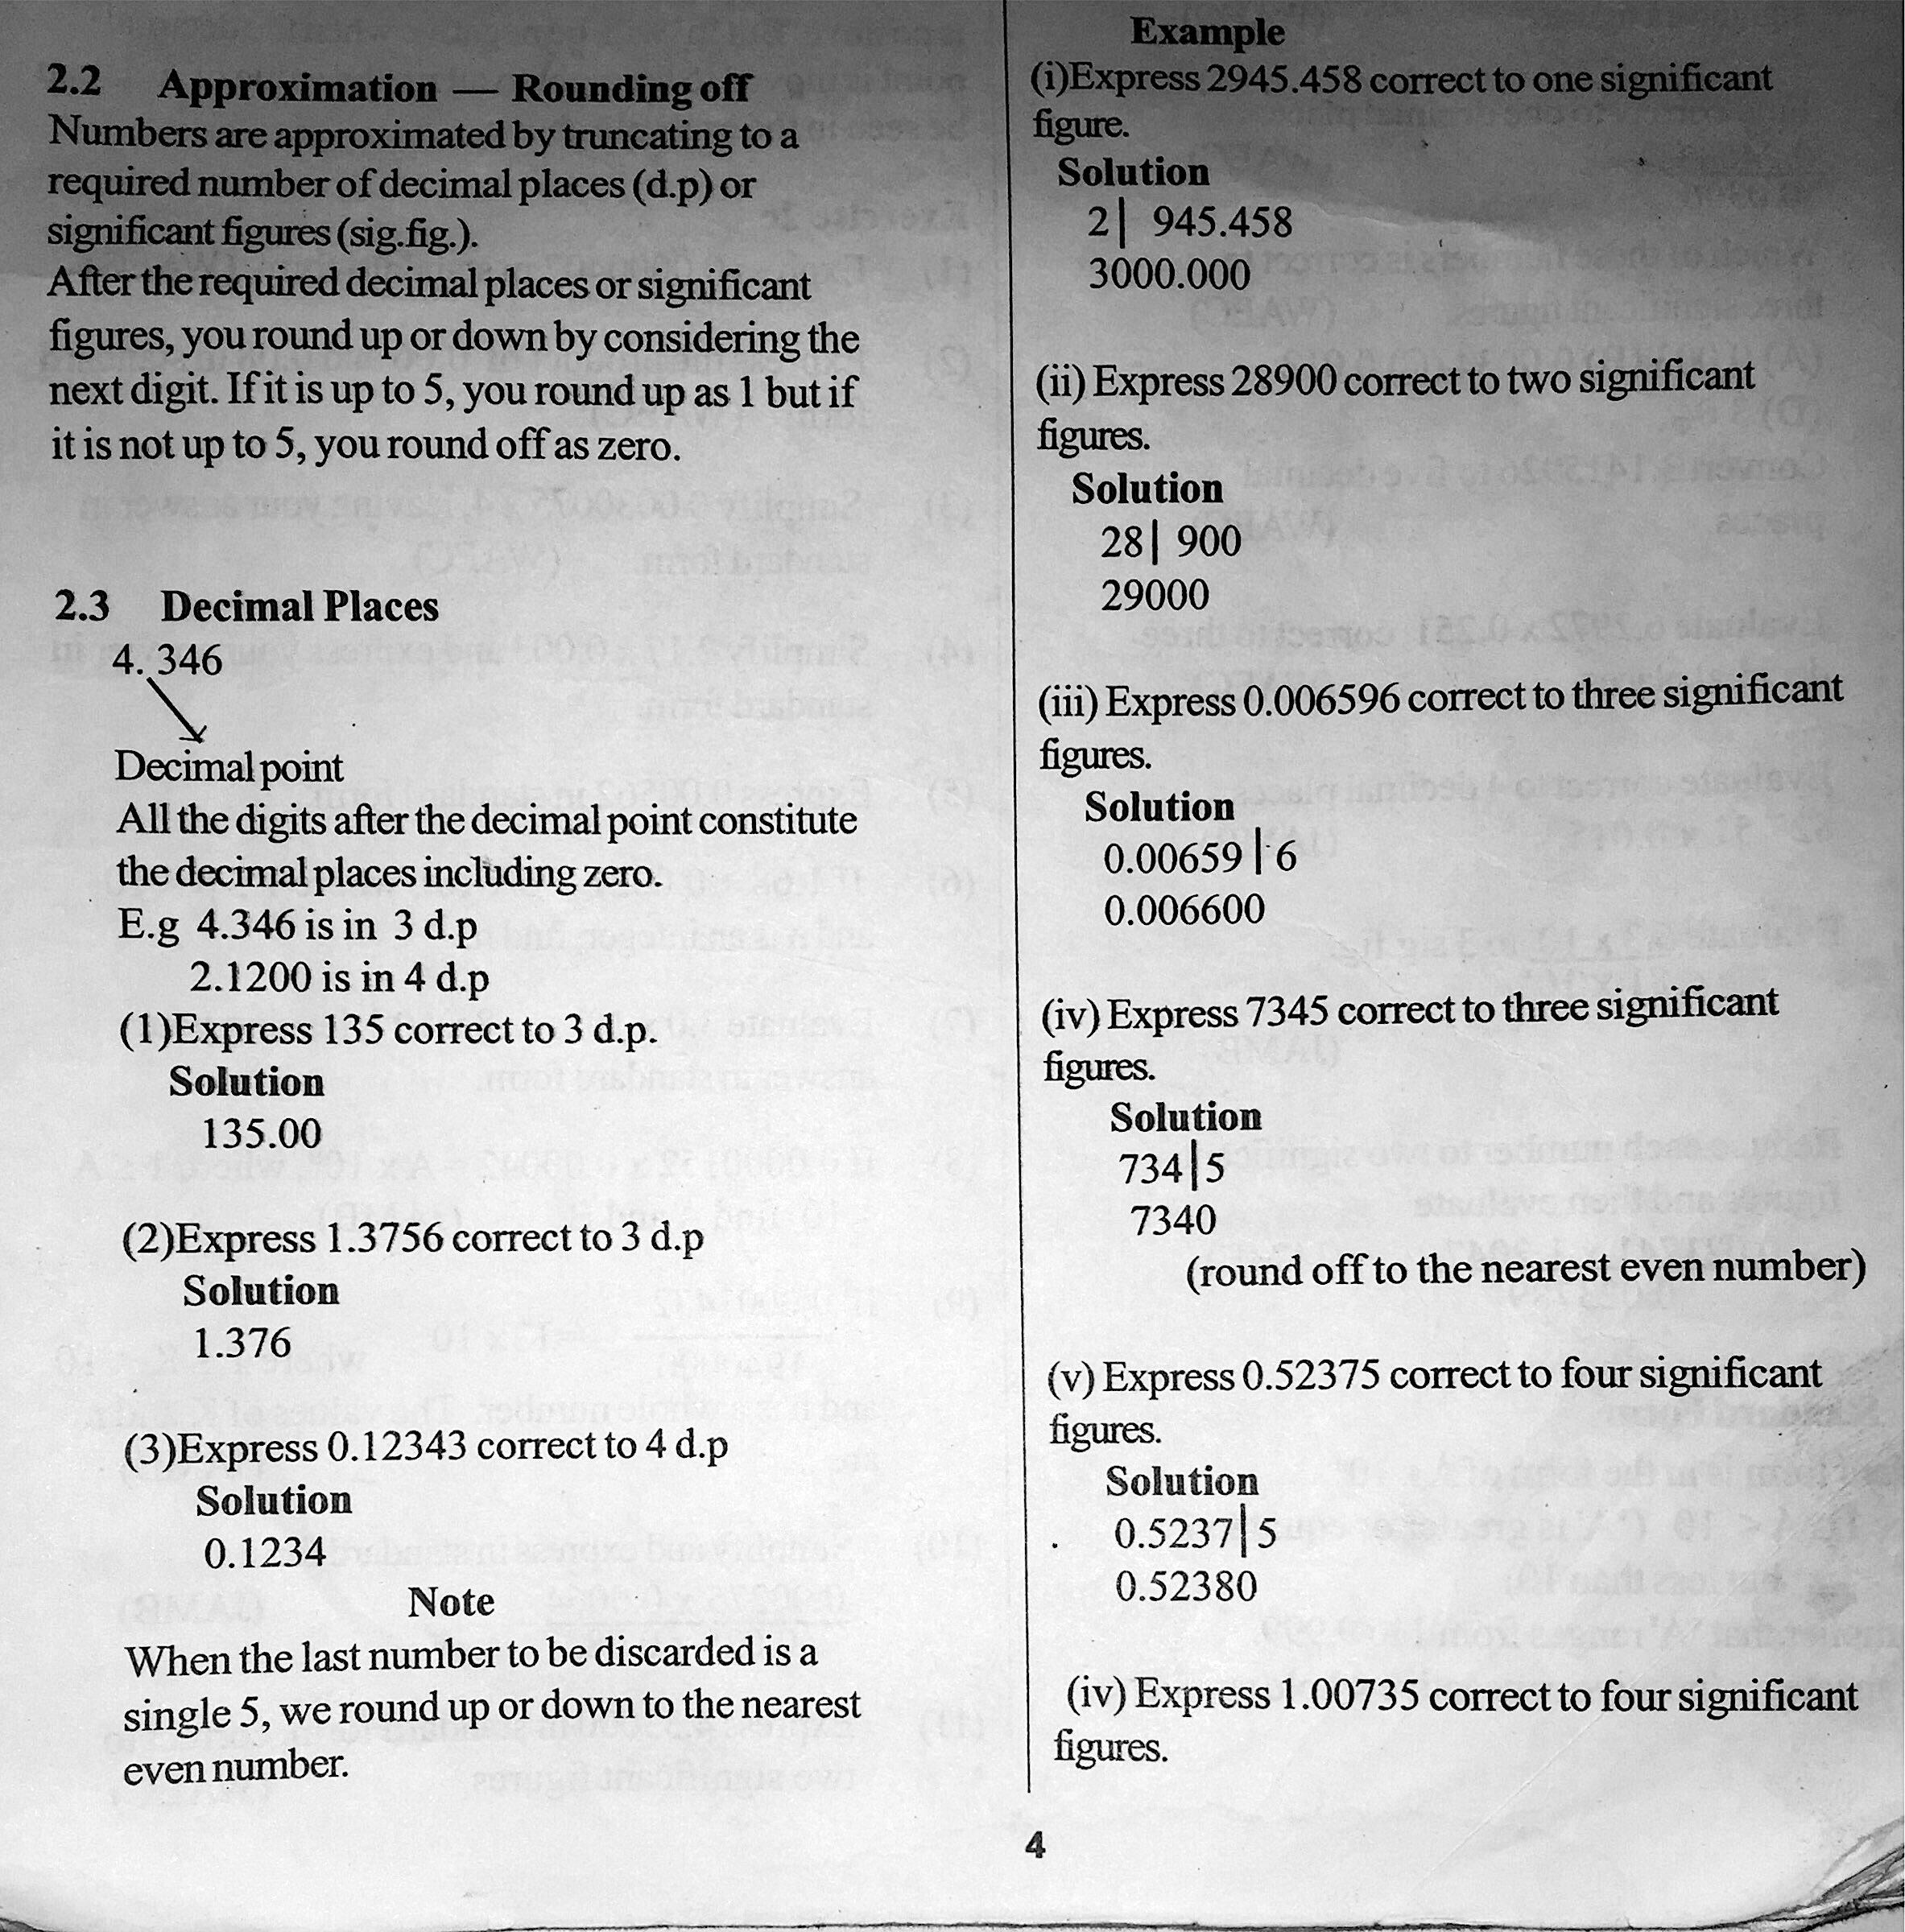 2.2 Approximation — Rounding off
Numbers are approximated by truncating to a
required number of decimal places (d.p) or
significant figures (sig.fig.).
After the required decimal places or significant
figures, you round up or down by considering the
next digit. If it is up to 5, you round up as 1 but if
it is not up to 5, you round off as zero.
2.3 Decimal Places
4. 346
Decimal point
All the digits after the decimal point constitute
the decimal places including zero.
E.g 4.346 is in 3 d.p
2.1200 is in 4 d.p
(1)Express 135 correct to 3 d.p.
Solution
135.00
(2)Express 1.3756 correct to 3 d.p
Solution
1.376
(3)Express 0.12343 correct to 4 d.p
Solution
0.1234
Note
When the last number to be discarded is a
single 5, we round up or down to the nearest
even number.
Example
(i)Express 2945.458 correct to one significant
figure.
Solution
2| 945.458
3000.000
(ii) Express 28900 correct to two significant
figures.
Solution
28| 900
29000
(iii) Express 0.006596 correct to three significant
figures.
Solution
0.00659|6
0.006600
(iv) Express 7345 correct to three significant
figures.
Solution
734|5
7340
(round off to the nearest even number)
(v) Express 0.52375 correct to four significant
figures.
Solution
0.5237|5
0.52380
(iv) Express 1.00735 correct to four significant
figures.
4